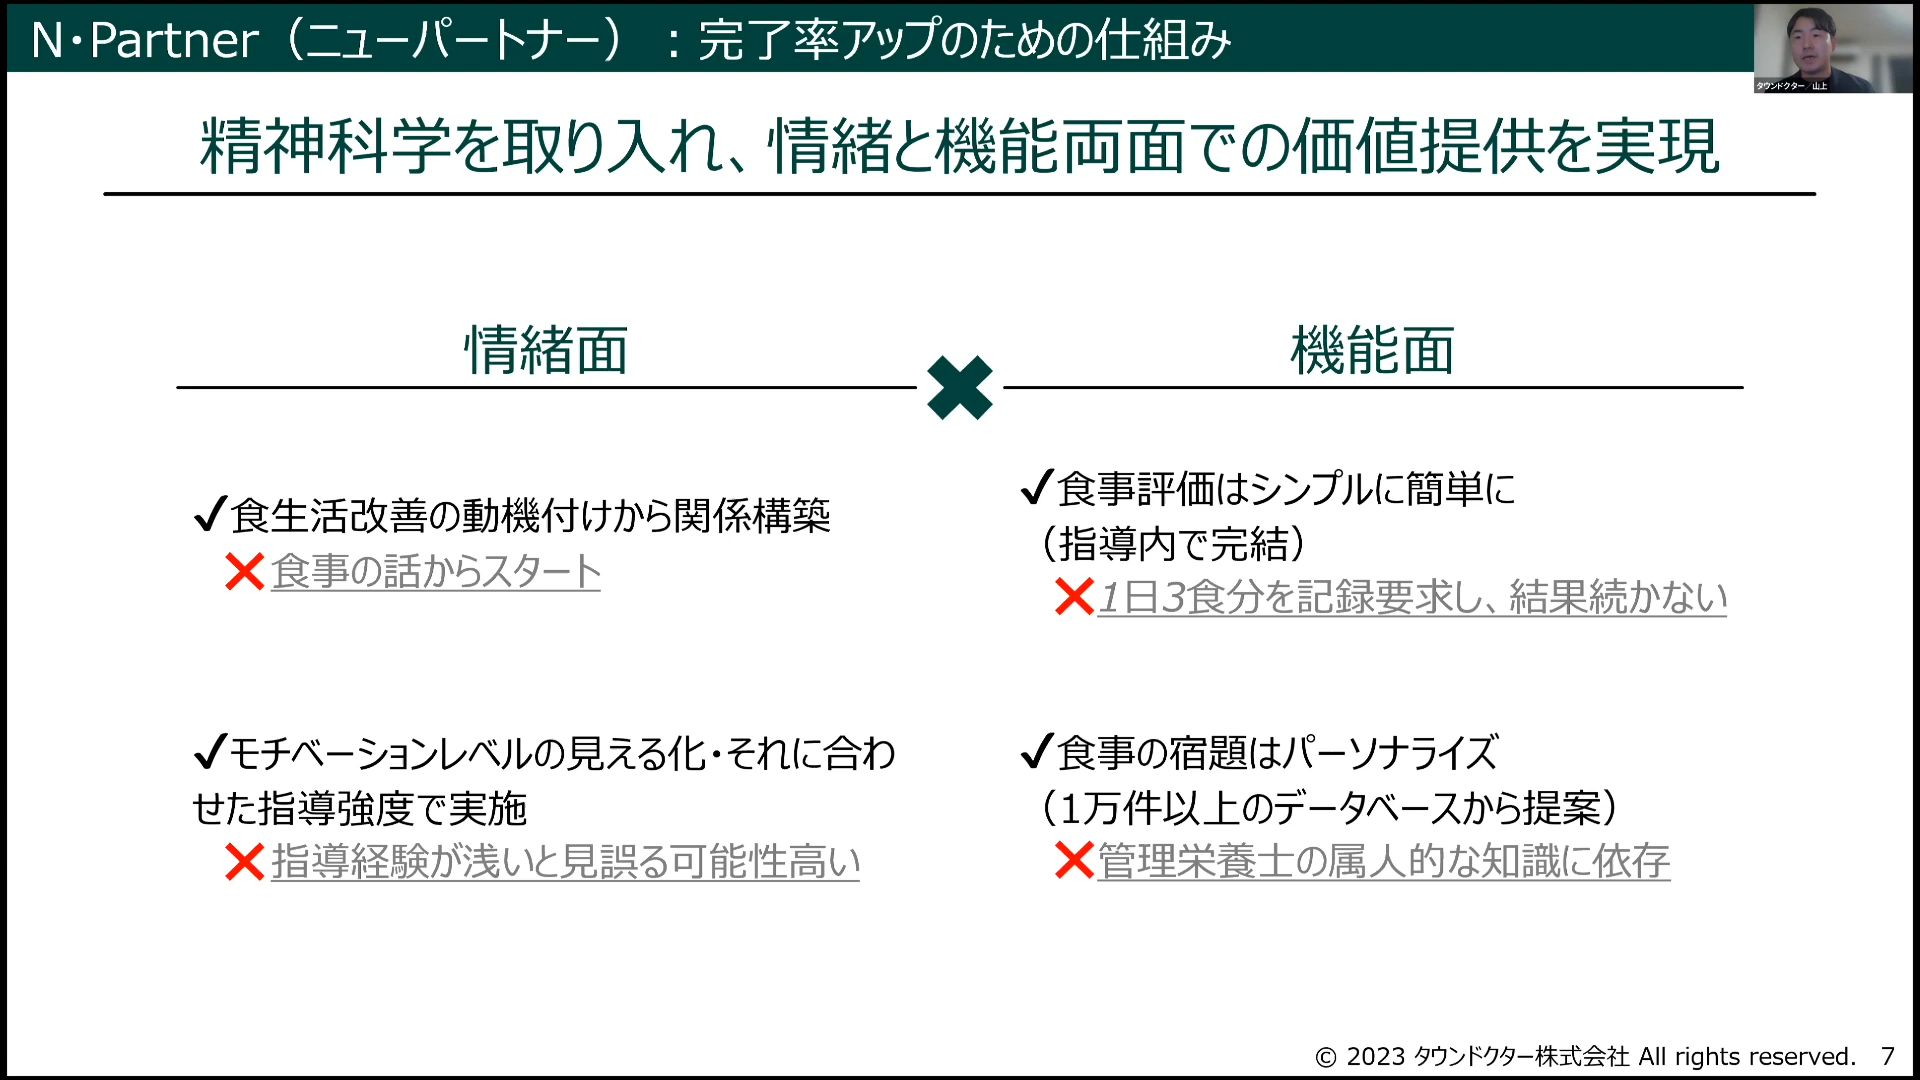 N・Partner（ニューパートナー）：完了率アップのための仕組み
タウンドクター／山上
精神科学を取り入れ、情緒と機能両面での価値提供を実現
情緒面
✔食生活改善の動機付けから関係構築
❌食事の話からスタート
✔モチベーションレベルの見える化・それに合わ
せた指導強度で実施
❌指導経験が浅いと見誤る可能性高い
機能面
✔食事評価はシンプルに簡単に
（指導内で完結）
❌1日3食分を記録要求し、結果続かない
✔食事の宿題はパーソナライズ
（1万件以上のデータベースから提案）
❌管理栄養士の属人的な知識に依存
© 2023 タウンドクター株式会社 All rights reserved. 7